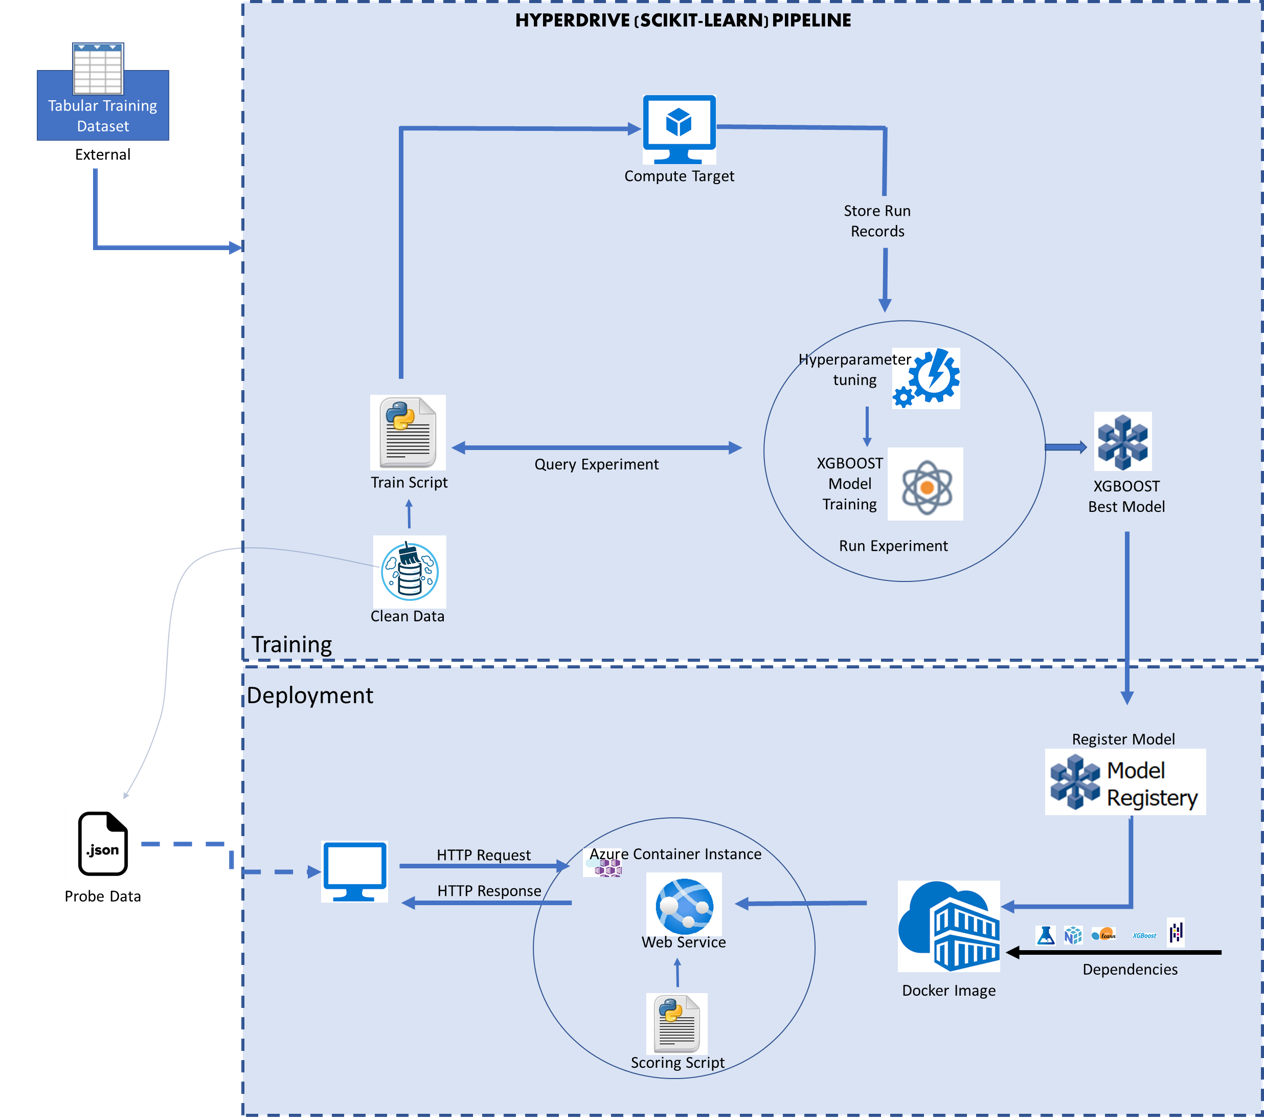 HYPERDRIVE (SCIKIT-LEARN) PIPELINE
Tabular Training
Dataset
External
Compute Target
Store Run
Records
Hyperparameter
tuning
XGBOOST
Model
Training
Run Experiment
Train Script
Query Experiment
XGBOOST
Best Model
Clean Data
Training
Deployment
Register Model
Model
Registery
.json
Probe Data
HTTP Request
HTTP Response
Azure Container Instance
Web Service
Scoring Script
Docker Image
learn
XGBoost
Dependencies